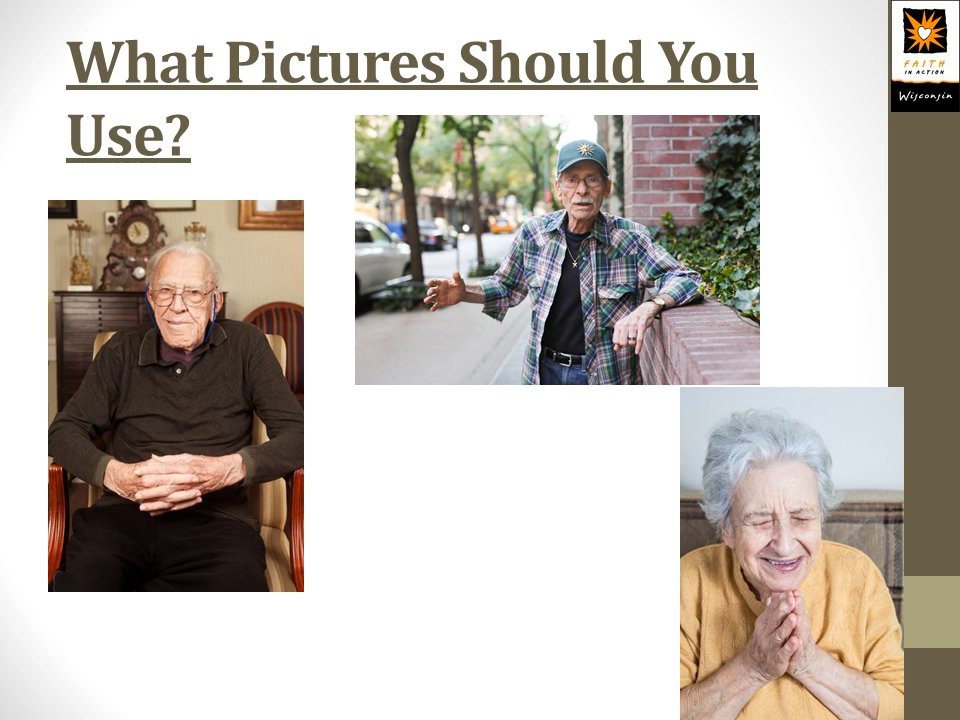 What Pictures Should You
Use?
FAITH
IN ACTION
Wisconsin